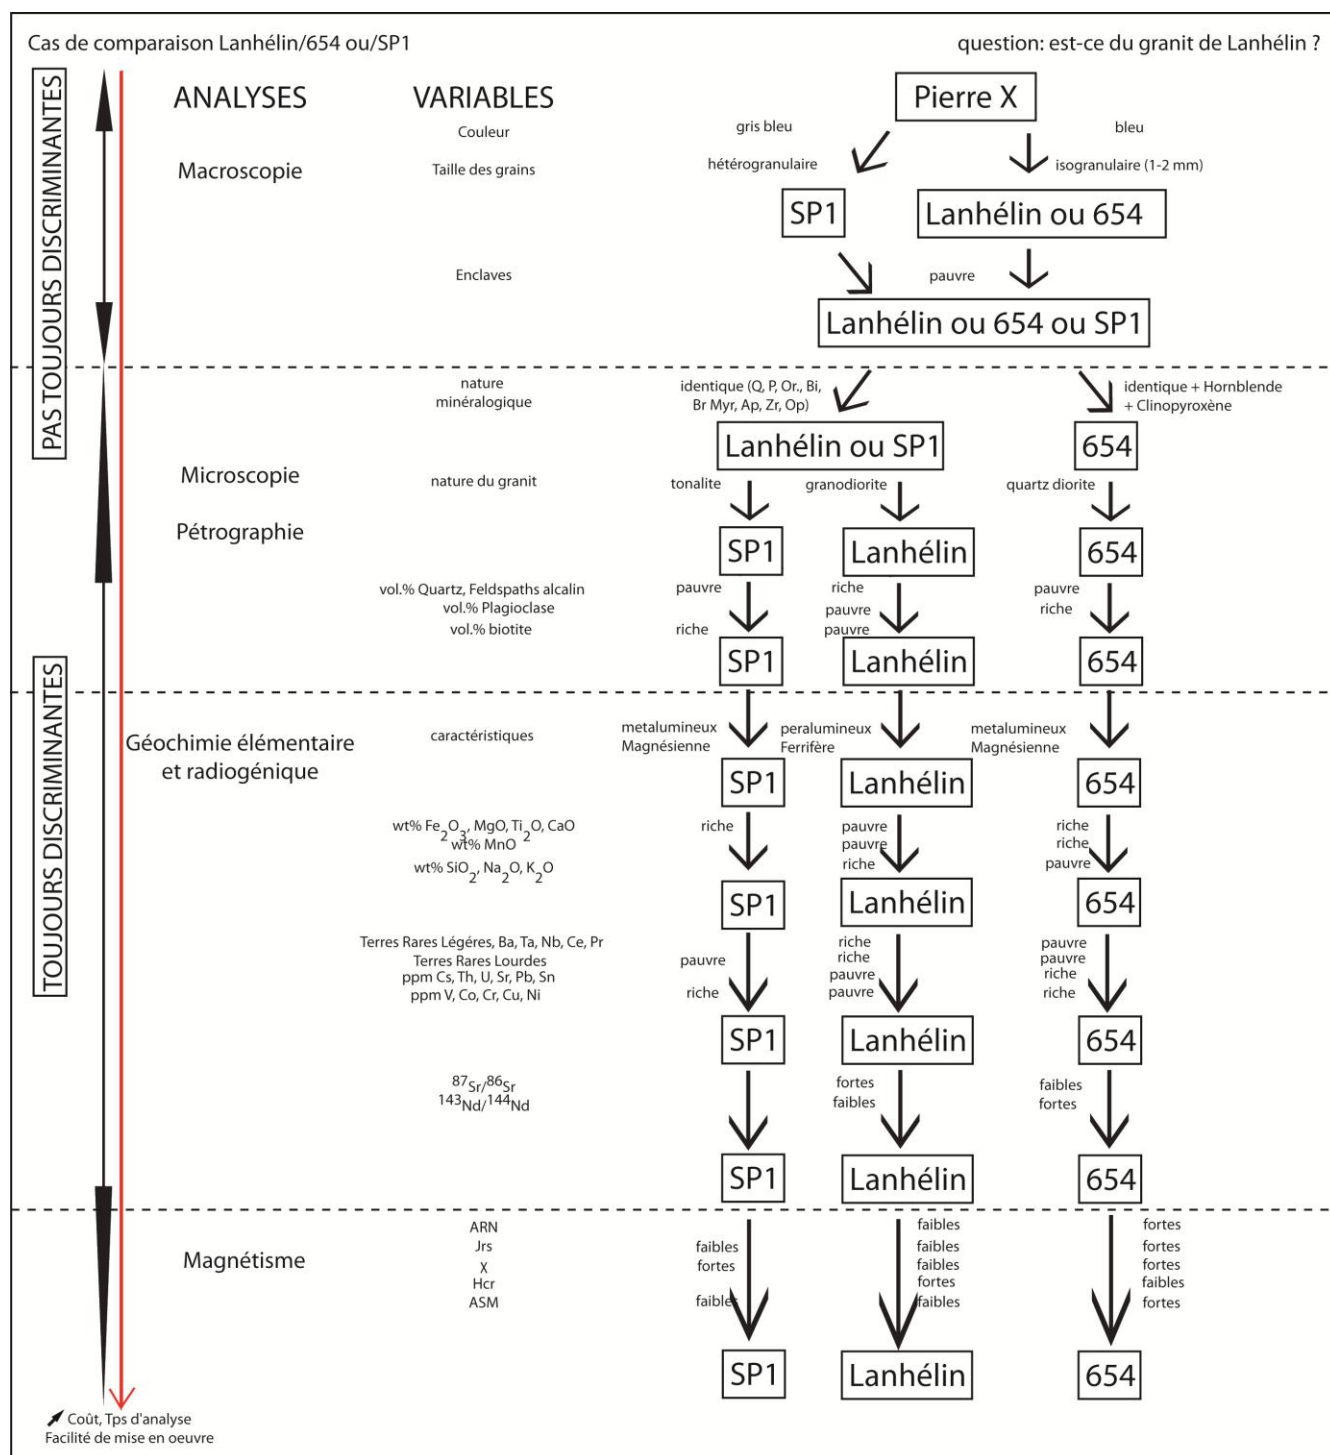 Cas de comparaison Lanhélin/654 ou/SP1
question: est-ce du granit de Lanhélin ?
PAS TOUJOURS DISCRIMINANTES
TOUJOURS DISCRIMINANTES
ANALYSES
VARIABLES
Pierre X
Couleur
gris bleu
bleu
Macroscopie
Taille des grains
hétérogranulaire
isogranulaire (1-2 mm)
SP1
Lanhélin ou 654
Enclaves
pauvre
Lanhélin ou 654 ou SP1
nature
minéralogique
identique (Q, P, Or., Bi,
Br Myr, Ap, Zr, Op)
identique + Hornblende
+ Clinopyroxène
Lanhélin ou SP1
654
Microscopie
Pétrographie
nature du granit
tonalite
granodiorite
quartz diorite
SP1
Lanhélin
654
vol.% Quartz, Feldspaths alcalin
vol.% Plagioclase
vol.% biotite
pauvre
riche
riche
pauvre
pauvre
pauvre
riche
SP1
Lanhélin
654
Géochimie élémentaire
et radiogénique
caractéristiques
metalumineux
Magnésienne
peralumineux
Ferrifère
metalumineux
Magnésienne
SP1
Lanhélin
654
wt% Fe2O3, MgO, Ti2O, CaO
wt% MnO
wt% SiO2, Na2O, K2O
riche
pauvre
pauvre
riche
riche
riche
pauvre
SP1
Lanhélin
654
Terres Rares Légéres, Ba, Ta, Nb, Ce, Pr
Terres Rares Lourdes
ppm Cs, Th, U, Sr, Pb, Sn
ppm V, Co, Cr, Cu, Ni
pauvre
riche
riche
riche
pauvre
pauvre
pauvre
pauvre
riche
riche
SP1
Lanhélin
654
87Sr/86Sr
143Nd/144Nd
fortes
faibles
faibles
fortes
SP1
Lanhélin
654
Magnétisme
ARN
Jrs
X
Hcr
ASM
faibles
fortes
faibles
faibles
faibles
faibles
fortes
faibles
fortes
fortes
fortes
faibles
fortes
SP1
Lanhélin
654
Coût, Tps d'analyse
Facilité de mise en oeuvre